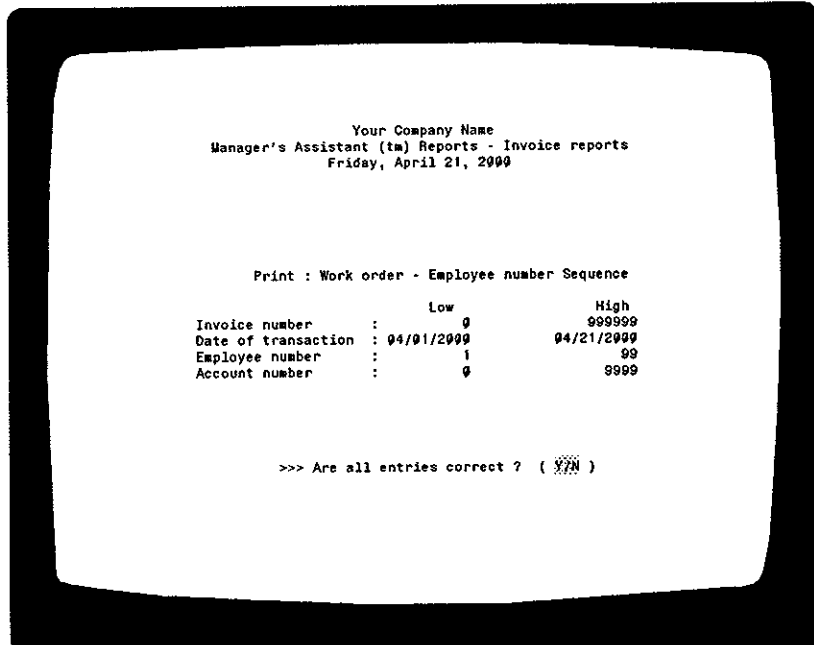 Your Company Name
Manager's Assistant (tm) Reports - Invoice reports
Friday, April 21, 2000
Print : Work order - Employee number Sequence
Low High
Invoice number : 0 999999
Date of transaction : 04/01/2000 04/21/2000
Employee number : 1 99
Account number : 0 9999
>>> Are all entries correct ? ( Y/N )